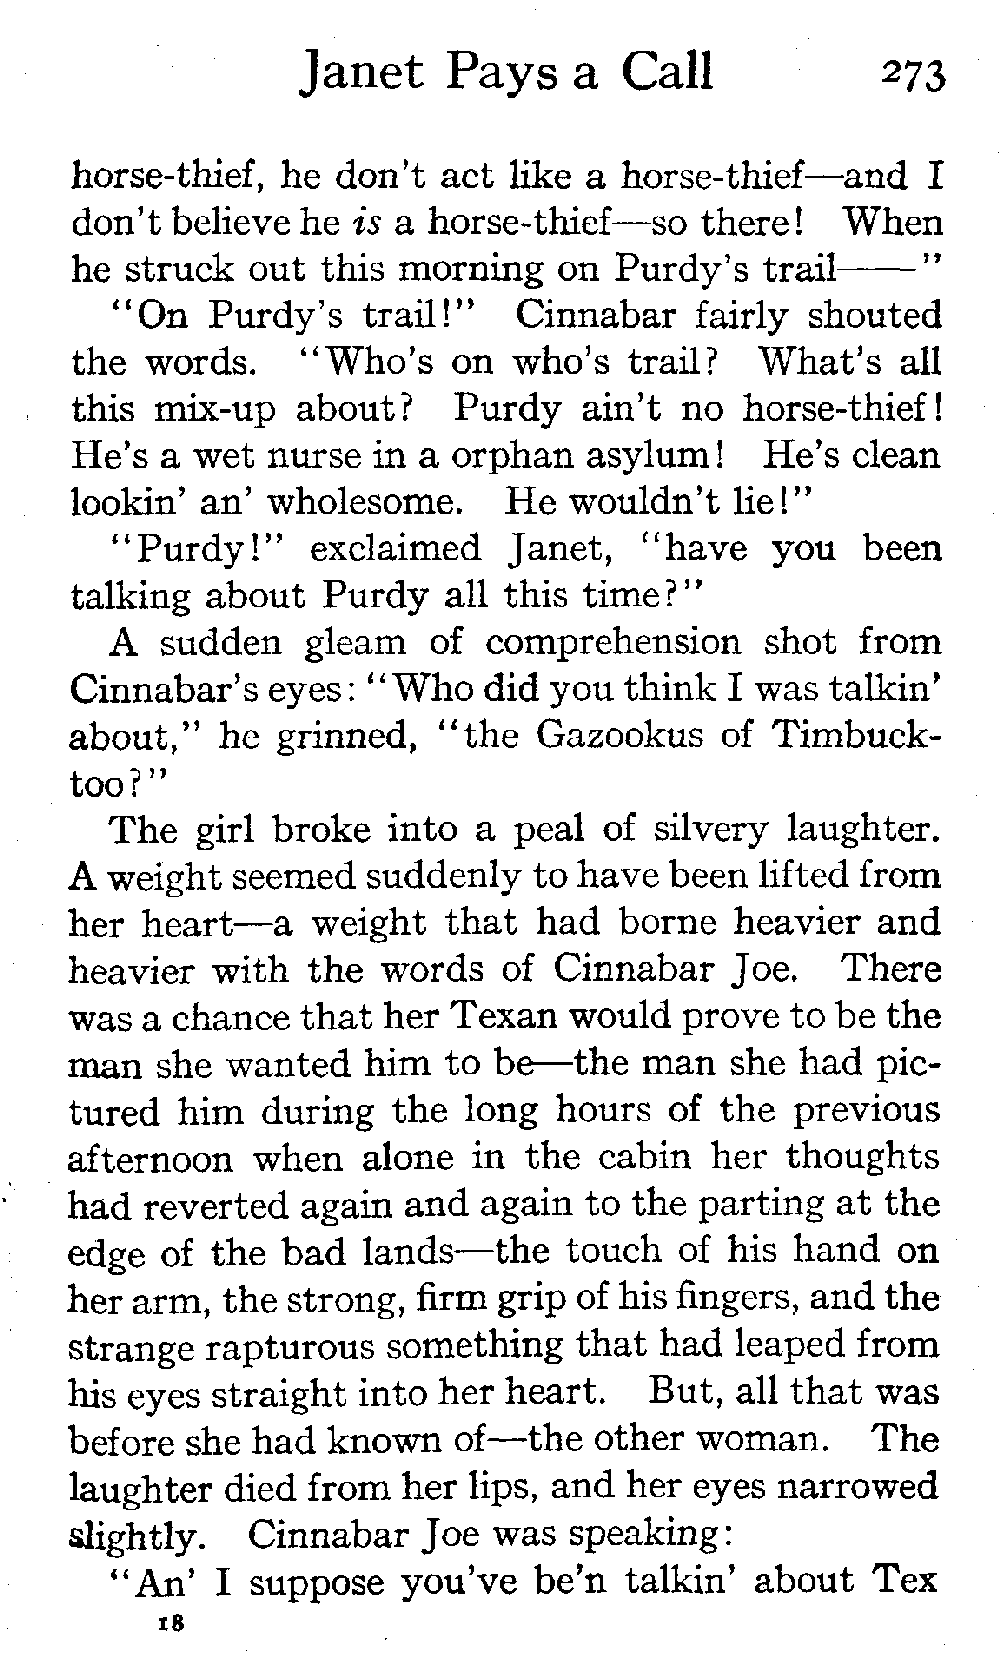 Janet Pays a Call 273
horse-thief, he don't act like a horse-thief—and I
don't believe he is a horse-thief—so there! When
he struck out this morning on Purdy's trail——"
"On Purdy's trail!" Cinnabar fairly shouted
the words. "Who's on who's trail? What's all
this mix-up about? Purdy ain't no horse-thief!
He's a wet nurse in a orphan asylum! He's clean
lookin' an' wholesome. He wouldn't lie!"
"Purdy!" exclaimed Janet, "have you been
talking about Purdy all this time?"
A sudden gleam of comprehension shot from
Cinnabar's eyes: "Who did you think I was talkin'
about," he grinned, "the Gazookus of Timbuck-
too?"
The girl broke into a peal of silvery laughter.
A weight seemed suddenly to have been lifted from
her heart—a weight that had borne heavier and
heavier with the words of Cinnabar Joe. There
was a chance that her Texan would prove to be the
man she wanted him to be—the man she had pic-
tured him during the long hours of the previous
afternoon when alone in the cabin her thoughts
had reverted again and again to the parting at the
edge of the bad lands—the touch of his hand on
her arm, the strong, firm grip of his fingers, and the
strange rapturous something that had leaped from
his eyes straight into her heart. But, all that was
before she had known of—the other woman. The
laughter died from her lips, and her eyes narrowed
slightly. Cinnabar Joe was speaking:
"An' I suppose you've be'n talkin' about Tex
18